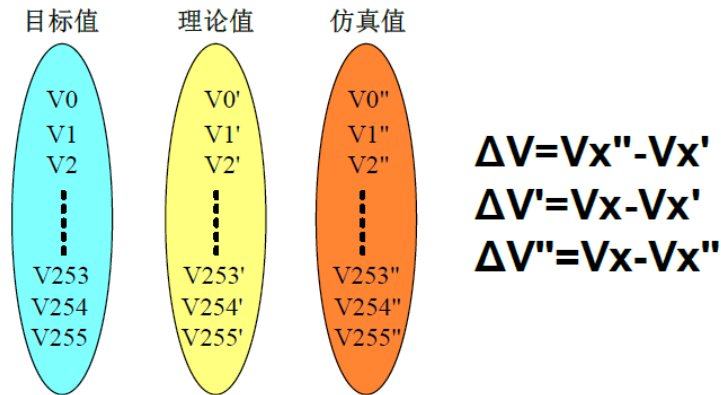 目标值 理论值 仿真值
V0 V0' V0"
V1 V1' V1"
V2 V2' V2"
V253 V253' V253"
V254 V254' V254"
V255 V255' V255"
ΔV=Vx"-Vx'
ΔV'=Vx-Vx'
ΔV"=Vx-Vx"